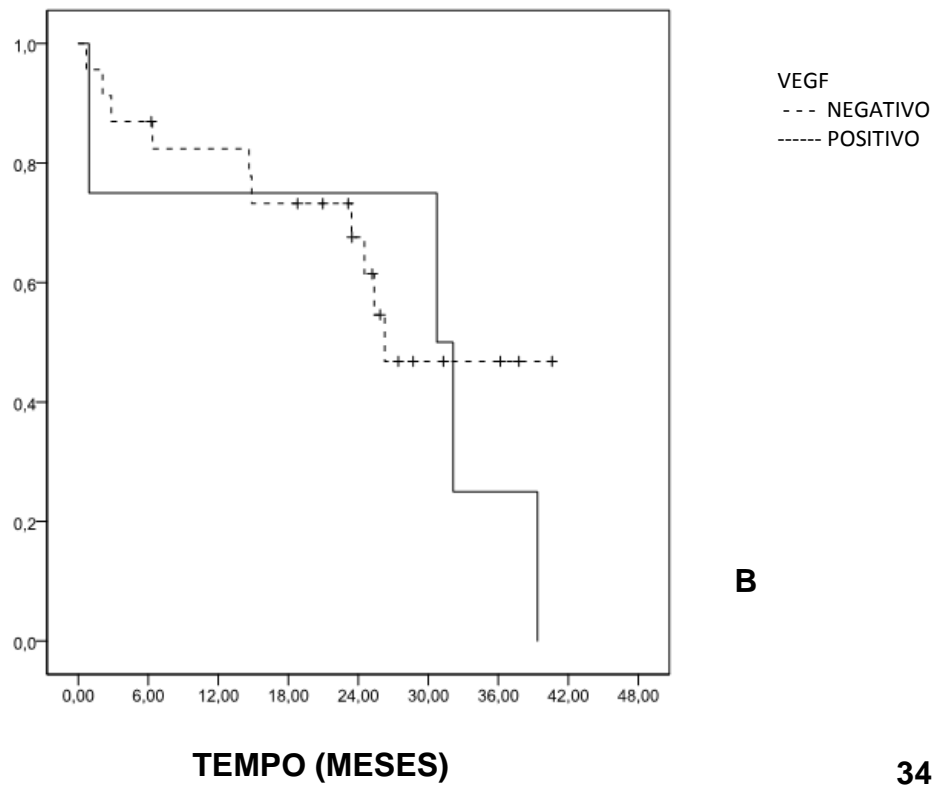 1,0
0,8
0,6
0,4
0,2
0,0
0,00 6,00 12,00 18,00 24,00 30,00 36,00 42,00 48,00
TEMPO (MESES)
VEGF
--- NEGATIVO
------ POSITIVO
B
34